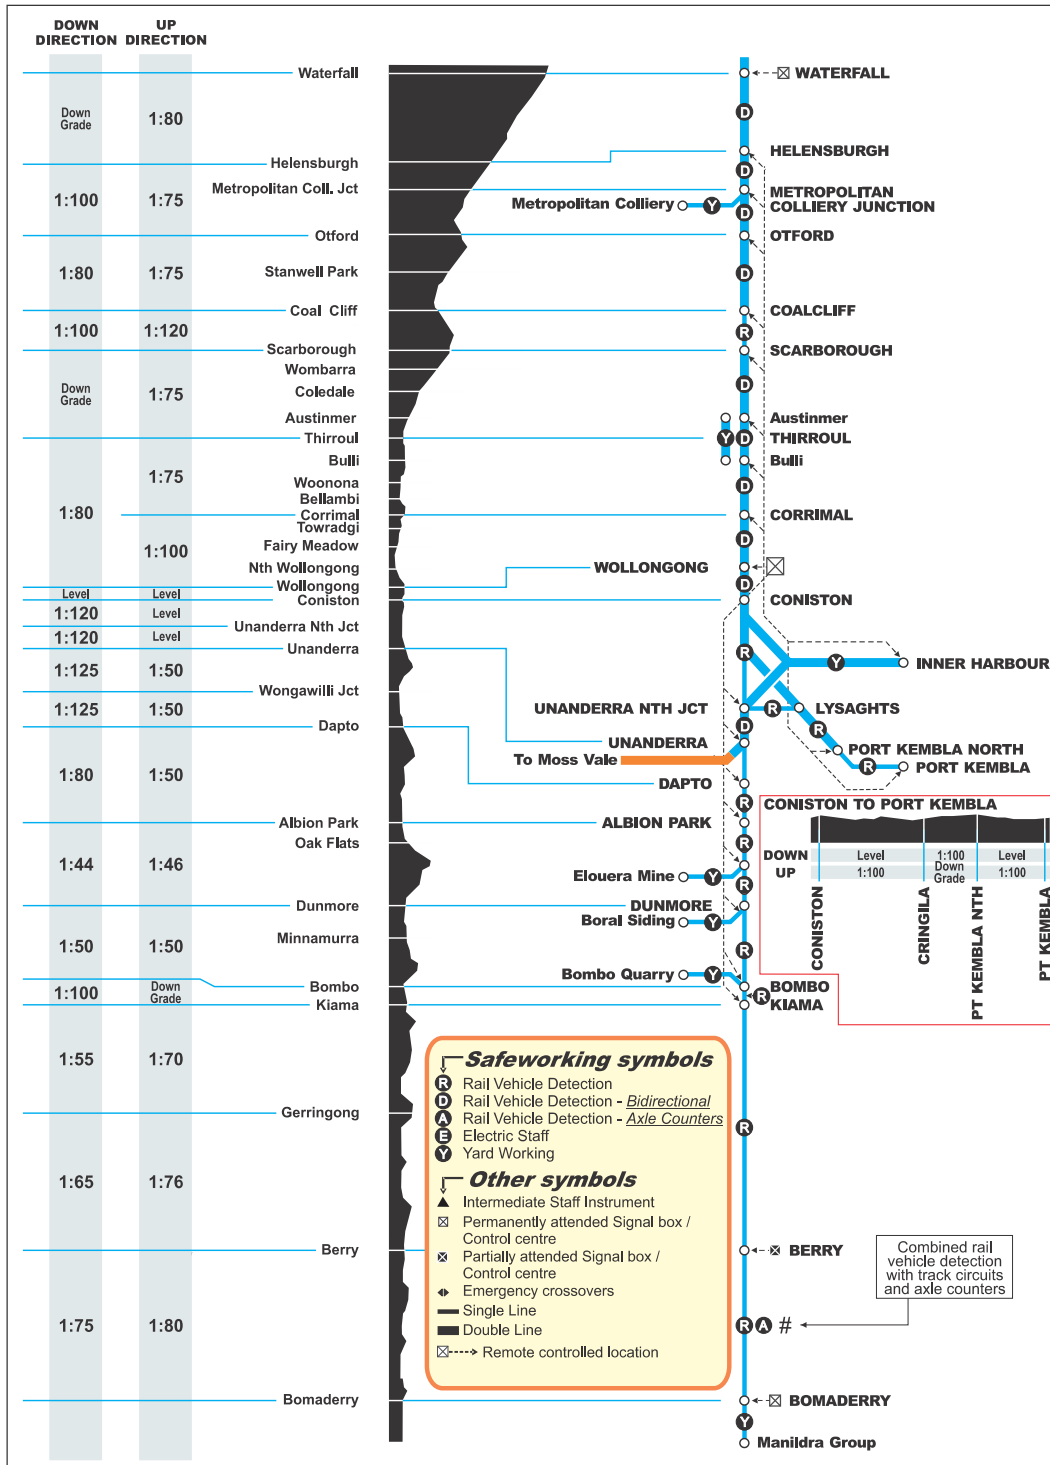 DOWN
DIRECTION
UP
DIRECTION
Waterfall
WATERFALL
Down
Grade
1:80
HELENSBURGH
Helensburgh
Metropolitan Coll. Jct
1:100
1:75
Metropolitan Colliery
Y
METROPOLITAN
COLLIERY JUNCTION
Otford
OTFORD
1:80
1:75
Stanwell Park
Coal Cliff
COALCLIFF
1:100
1:120
Scarborough
SCARBOROUGH
Wombarra
Down
Grade
1:75
Coledale
Austinmer
Austinmer
Thirroul
THIRROUL
Bulli
Bulli
1:75
Woonona
Bellambi
1:80
Corrimal
CORRIMAL
Towradgi
1:100
Fairy Meadow
Nth Wollongong
WOLLONGONG
Wollongong
Level
Level
Coniston
CONISTON
1:120
Level
Unanderra Nth Jct
1:120
Level
Unanderra
1:125
1:50
INNER HARBOUR
Wongawilli Jct
1:125
1:50
UNANDERRA NTH JCT
LYSAGHTS
Dapto
UNANDERRA
PORT KEMBLA NORTH
To Moss Vale
PORT KEMBLA
1:80
1:50
DAPTO
Albion Park
ALBION PARK
Oak Flats
1:44
1:46
Elouera Mine
Dunmore
DUNMORE
Boral Siding
Minnamurra
1:50
1:50
Bombo Quarry
Bombo
BOMBO
1:100
Down
Grade
Kiama
KIAMA
CONISTON TO PORT KEMBLA
DOWN
Level
1:100
Level
UP
1:100
Down
Grade
1:100
CONISTON
CRINGILA
PT KEMBLA NTH
PT KEMBLA
1:55
1:70
Gerringong
1:65
1:76
Berry
BERRY
1:75
1:80
Bomaderry
BOMADERRY
Manildra Group
Safeworking symbols
R Rail Vehicle Detection
D Rail Vehicle Detection - Bidirectional
A Rail Vehicle Detection - Axle Counters
E Electric Staff
Y Yard Working
Other symbols
Intermediate Staff Instrument
Permanently attended Signal box /
Control centre
Partially attended Signal box /
Control centre
Emergency crossovers
Single Line
Double Line
Remote controlled location
Combined rail
vehicle detection
with track circuits
and axle counters
R A #
D
D
D
D
R
D
Y D
D
D
D
R
Y
R
R
D
R
R
R
Y
R
Y
R
Y
R
R
Y